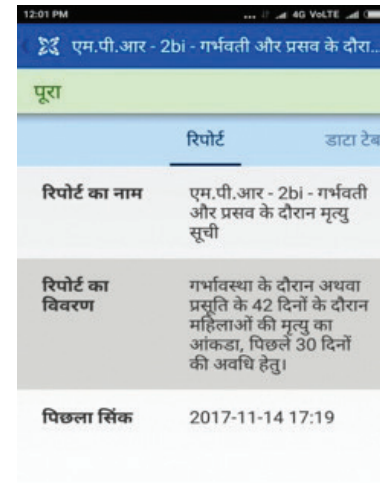 12:01 PM ... 4G VoLTE
एम.पी.आर - 2bi - गर्भवती और प्रसव के दौरा...
पूरा
रिपोर्ट डाटा टेब
रिपोर्ट का नाम एम.पी.आर - 2bi - गर्भवती
और प्रसव के दौरान मृत्यु
सूची
रिपोर्ट का गर्भावस्था के दौरान अथवा
विवरण प्रसूति के 42 दिनों के दौरान
महिलाओं की मृत्यु का
आंकडा, पिछले 30 दिनों
की अवधि हेतु।
पिछला सिंक 2017-11-14 17:19